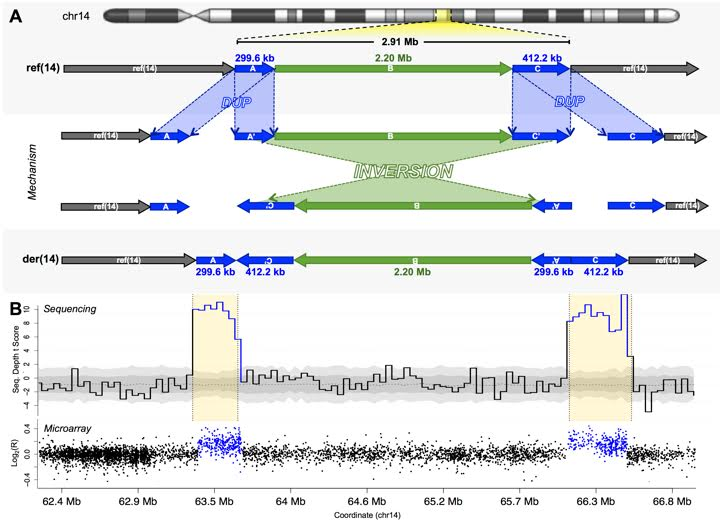 A
chr14
2.91 Mb
299.6 kb 2.20 Mb 412.2 kb
ref(14) ref(14) A B C ref(14)
DUP DUP
ref(14) A A' B C' C ref(14)
Mechanism
INVERSION
ref(14) A C' B A' C ref(14)
der(14) ref(14) A C' B A' C ref(14)
299.6 kb 412.2 kb 2.20 Mb 299.6 kb 412.2 kb
B
Sequencing
Seq. Depth t Score
10
8
6
4
2
0
-2
-4
Microarray
Log2(R)
0.4
0.0
-0.4
62.4 Mb 62.9 Mb 63.5 Mb 64 Mb 64.6 Mb 65.2 Mb 65.7 Mb 66.3 Mb 66.8 Mb
Coordinate (chr14)